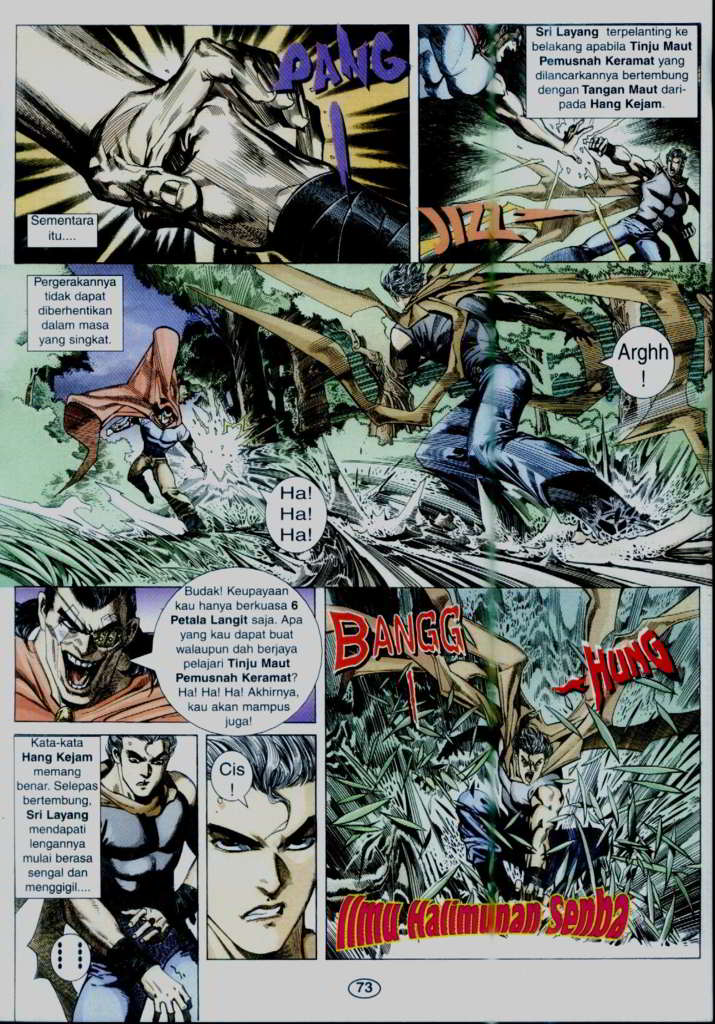 PANG
!
Sementara
itu....
Sri Layang terpelanting ke
belakang apabila Tinju Maut
Pemusnah Keramat yang
dilancarkannya bertembung
dengan Tangan Maut dari-
pada Hang Kejam.
JIZZ
Pergerakannya
tidak dapat
diberhentikan
dalam masa
yang singkat.
Arghh
!
Ha!
Ha!
Ha!
Budak! Keupayaan
kau hanya berkuasa 6
Petala Langit saja. Apa
yang kau dapat buat
walaupun dah berjaya
pelajari Tinju Maut
Pemusnah Keramat?
Ha! Ha! Ha! Akhirnya,
kau akan mampus
juga!
BANGG
!
HUNG
Kata-kata
Hang Kejam
memang
benar. Selepas
bertembung,
Sri Layang
mendapati
lengannya
mulai berasa
sengal dan
menggigil....
!!
Cis
!
Ilmu Halimunan Senba
73